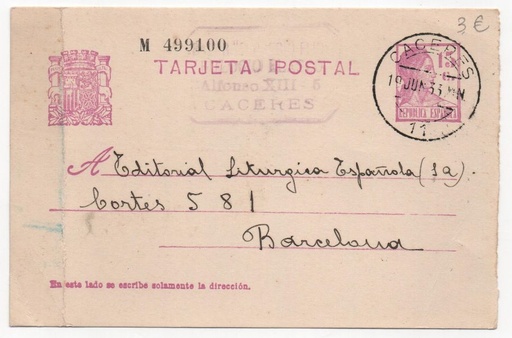 3 €
M 499100
TARJETA POSTAL
Alfonso XIII - 5
CACERES
CACERES
19 JUN 33
11
15
REPUBLICA ESPAÑOLA
A Editorial Liturgica Española (sa).
Cortes 581
Barcelona
En este lado se escribe solamente la dirección.